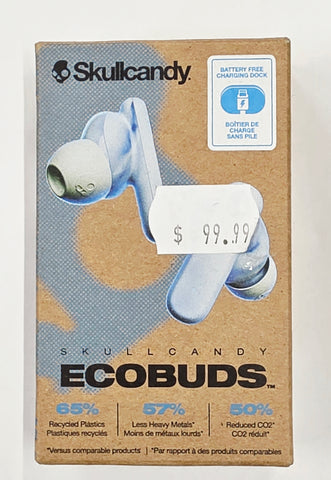 Skullcandy
BATTERY FREE
CHARGING DOCK
BOÎTIER DE
CHARGE
SANS PILE
$ 99.99
SKULLCANDY
ECOBUDS™
65% 57% 50%
Recycled Plastics Less Heavy Metals* Reduced CO2*
Plastiques recyclés Moins de métaux lourds* CO2 réduit*
*Versus comparable products | *Par rapport à des produits comparables